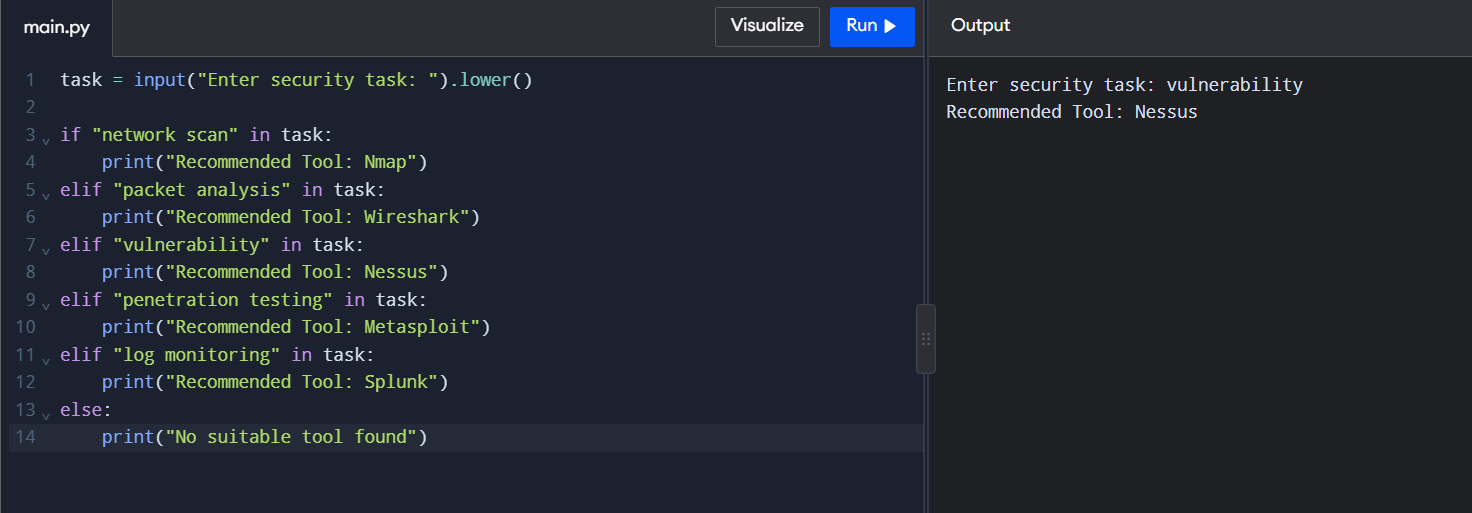 main.py
Visualize
Run
Output
1 task = input("Enter security task: ").lower()
2
3 if "network scan" in task:
4     print("Recommended Tool: Nmap")
5 elif "packet analysis" in task:
6     print("Recommended Tool: Wireshark")
7 elif "vulnerability" in task:
8     print("Recommended Tool: Nessus")
9 elif "penetration testing" in task:
10     print("Recommended Tool: Metasploit")
11 elif "log monitoring" in task:
12     print("Recommended Tool: Splunk")
13 else:
14     print("No suitable tool found")
Enter security task: vulnerability
Recommended Tool: Nessus